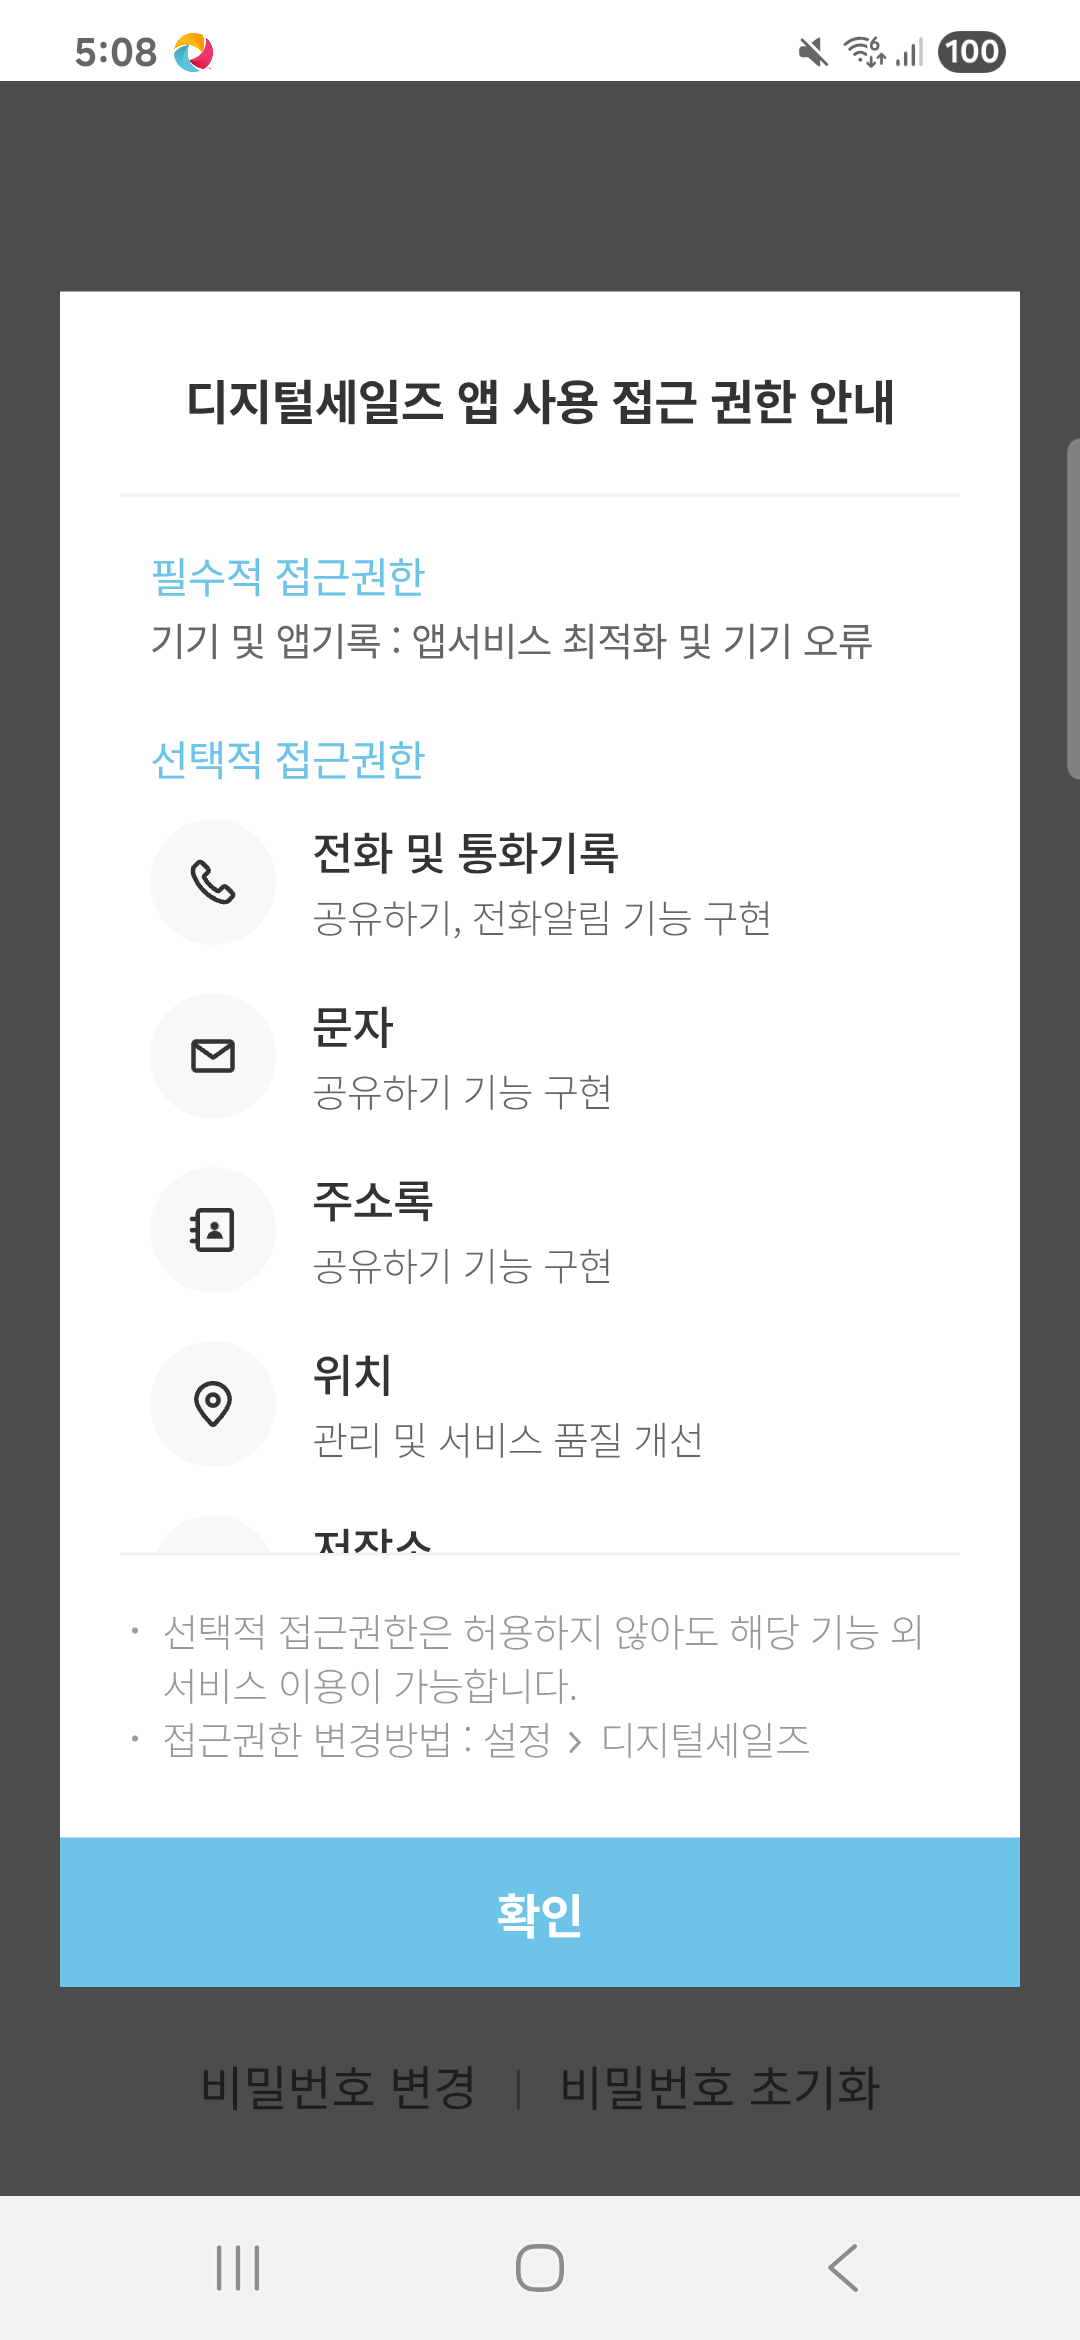 5:08
6
100
디지털세일즈 앱 사용 접근 권한 안내
필수적 접근권한
기기 및 앱기록 : 앱서비스 최적화 및 기기 오류
선택적 접근권한
전화 및 통화기록
공유하기, 전화알림 기능 구현
문자
공유하기 기능 구현
주소록
공유하기 기능 구현
위치
관리 및 서비스 품질 개선
저장소
· 선택적 접근권한은 허용하지 않아도 해당 기능 외
서비스 이용이 가능합니다.
· 접근권한 변경방법 : 설정 > 디지털세일즈
확인
비밀번호 변경 | 비밀번호 초기화